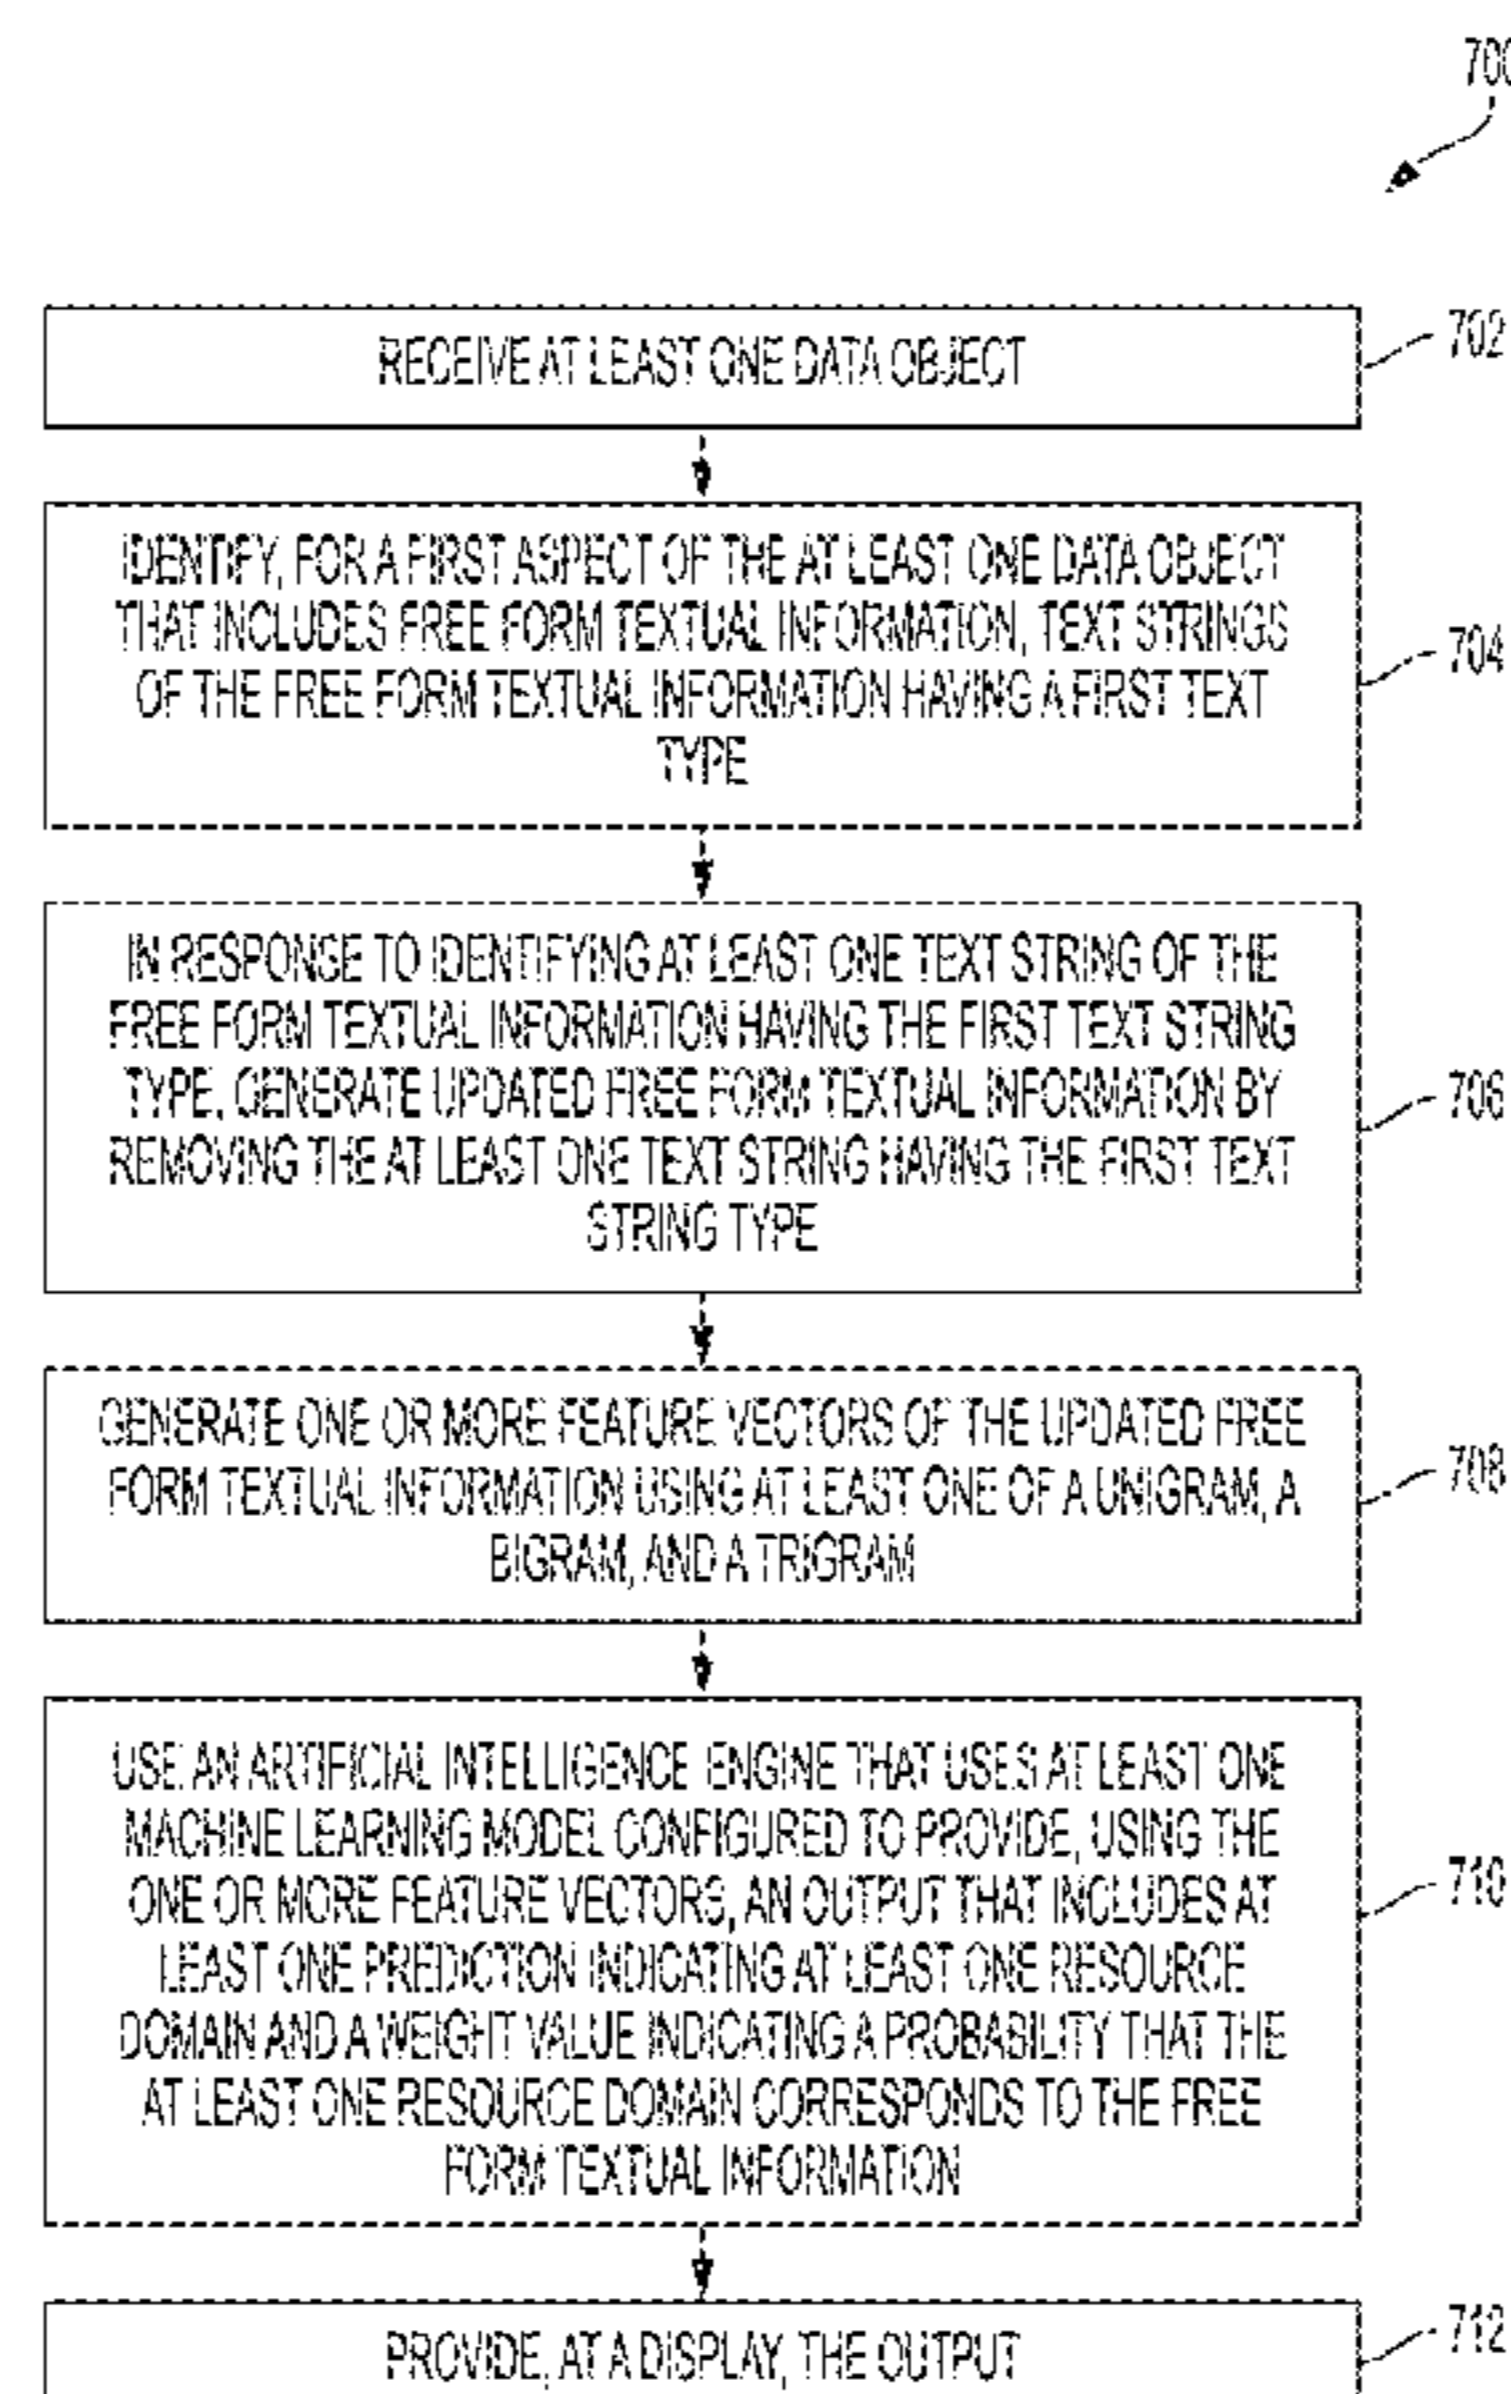 700
RECEIVE AT LEAST ONE DATA OBJECT
702
IDENTIFY, FOR A FIRST ASPECT OF THE AT LEAST ONE DATA OBJECT
THAT INCLUDES FREE FORM TEXTUAL INFORMATION, TEXT STRINGS
OF THE FREE FORM TEXTUAL INFORMATION HAVING A FIRST TEXT
TYPE
704
IN RESPONSE TO IDENTIFYING AT LEAST ONE TEXT STRING OF THE
FREE FORM TEXTUAL INFORMATION HAVING THE FIRST TEXT STRING
TYPE, GENERATE UPDATED FREE FORM TEXTUAL INFORMATION BY
REMOVING THE AT LEAST ONE TEXT STRING HAVING THE FIRST TEXT
STRING TYPE
706
GENERATE ONE OR MORE FEATURE VECTORS OF THE UPDATED FREE
FORM TEXTUAL INFORMATION USING AT LEAST ONE OF A UNIGRAM, A
BIGRAM, AND A TRIGRAM
708
USE AN ARTIFICIAL INTELLIGENCE ENGINE THAT USES AT LEAST ONE
MACHINE LEARNING MODEL CONFIGURED TO PROVIDE, USING THE
ONE OR MORE FEATURE VECTORS, AN OUTPUT THAT INCLUDES AT
LEAST ONE PREDICTION INDICATING AT LEAST ONE RESOURCE
DOMAIN AND A WEIGHT VALUE INDICATING A PROBABILITY THAT THE
AT LEAST ONE RESOURCE DOMAIN CORRESPONDS TO THE FREE
FORM TEXTUAL INFORMATION
710
PROVIDE, AT A DISPLAY, THE OUTPUT
712